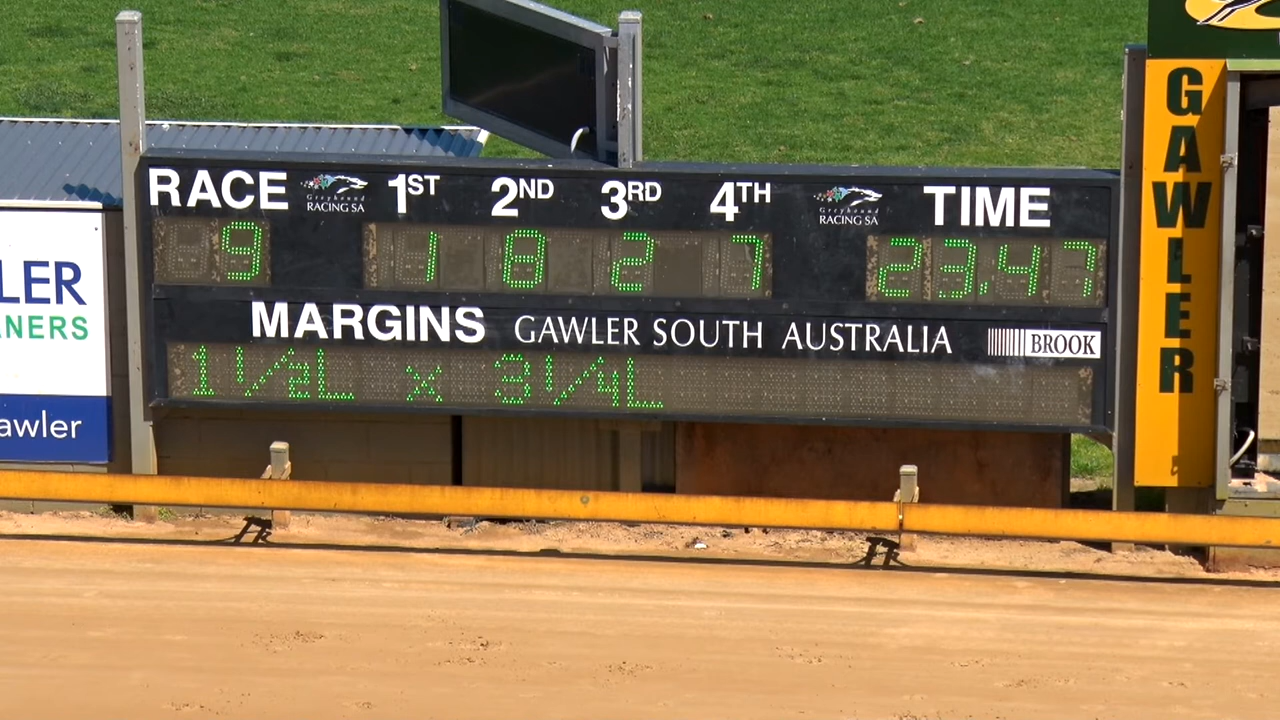 RACE Greyhound RACING SA 1ST 2ND 3RD 4TH Greyhound RACING SA TIME
9 1 8 2 7 23.47
MARGINS GAWLER SOUTH AUSTRALIA BROOK
1 1/2L x 3 1/4L
LER
NERS
awler
GAWLER